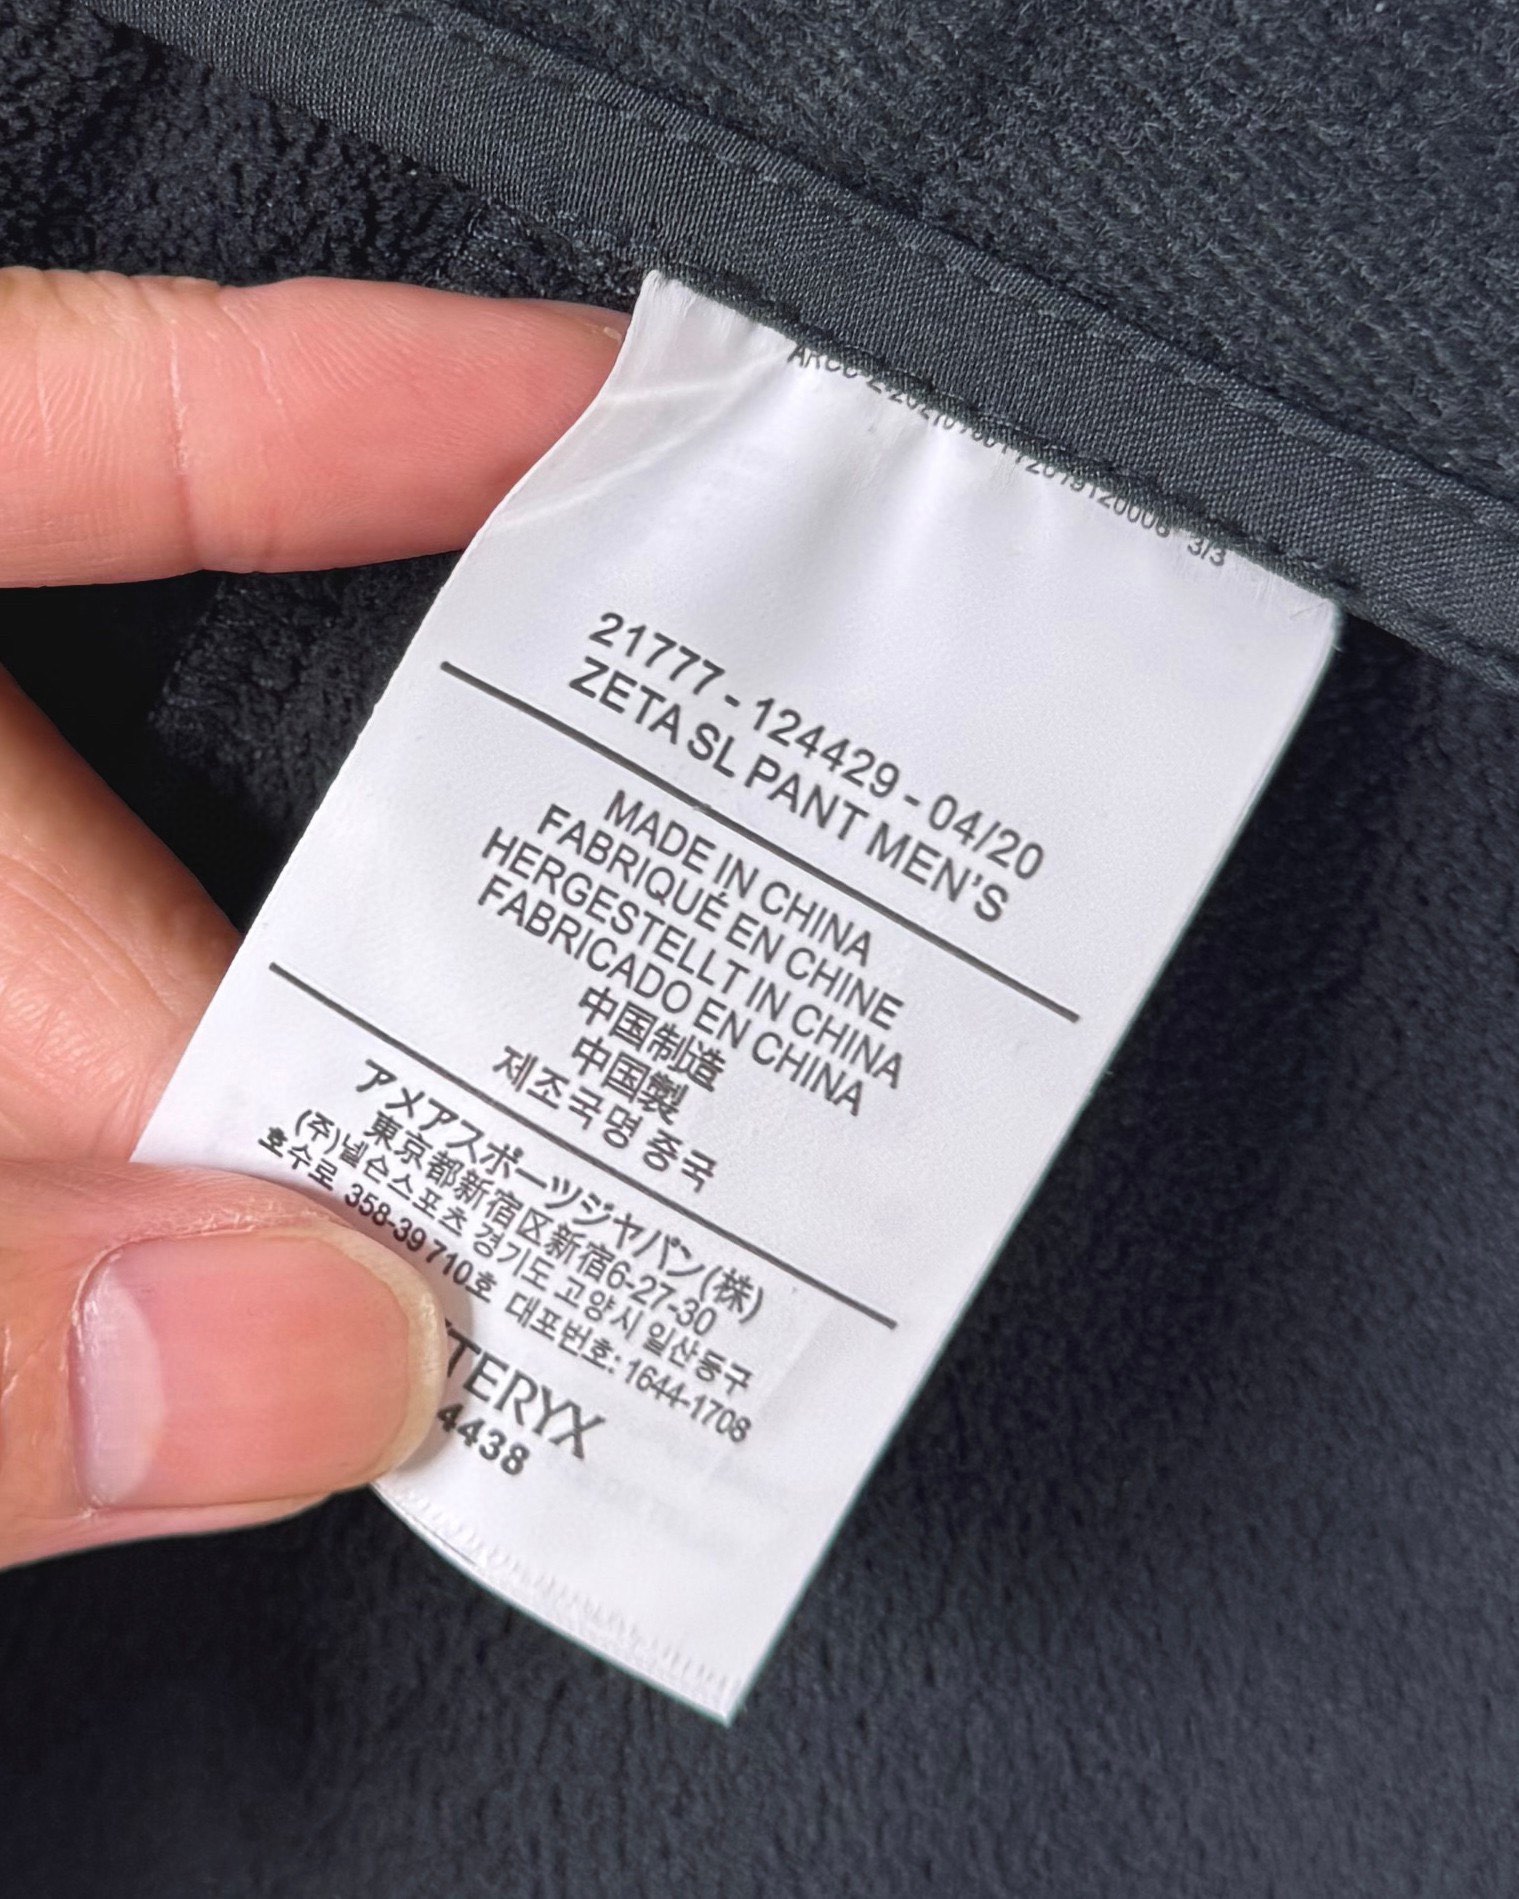 3/3
21777 - 124429 - 04/20
ZETA SL PANT MEN'S
MADE IN CHINA
FABRIQUÉ EN CHINE
HERGESTELLT IN CHINA
FABRICADO EN CHINA
中国制造
中国製
제조국명 중국
アメアスポーツジャパン(株)
東京都新宿区新宿6-27-30
(주)넬슨스포츠 경기도 고양시 일산동구
호수로 358-39 710호 대표번호: 1644-1708
TERYX
4438